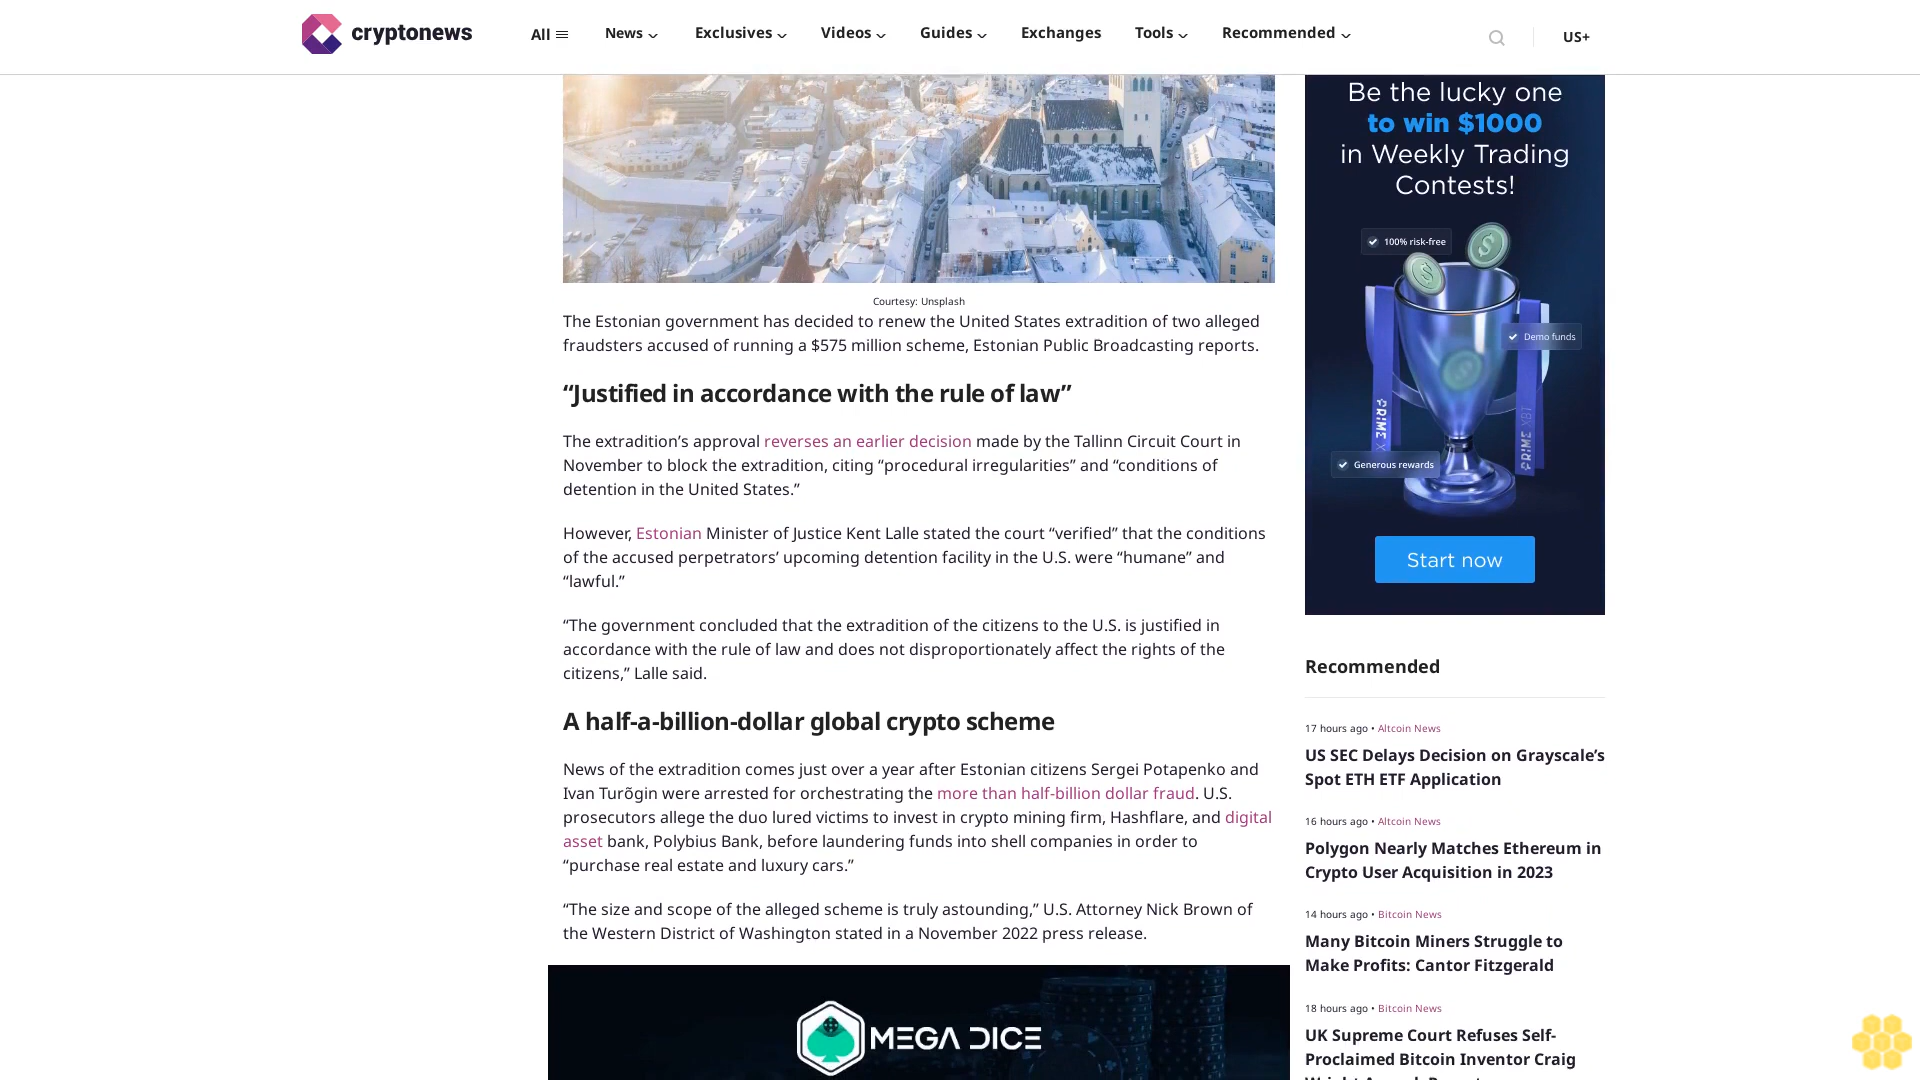 cryptonews
All
News
Exclusives
Videos
Guides
Exchanges
Tools
Recommended
US+
Courtesy: Unsplash
The Estonian government has decided to renew the United States extradition of two alleged
fraudsters accused of running a $575 million scheme, Estonian Public Broadcasting reports.
“Justified in accordance with the rule of law”
The extradition’s approval reverses an earlier decision made by the Tallinn Circuit Court in
November to block the extradition, citing “procedural irregularities” and “conditions of
detention in the United States.”
However, Estonian Minister of Justice Kent Lalle stated the court “verified” that the conditions
of the accused perpetrators’ upcoming detention facility in the U.S. were “humane” and
“lawful.”
“The government concluded that the extradition of the citizens to the U.S. is justified in
accordance with the rule of law and does not disproportionately affect the rights of the
citizens,” Lalle said.
A half-a-billion-dollar global crypto scheme
News of the extradition comes just over a year after Estonian citizens Sergei Potapenko and
Ivan Turõgin were arrested for orchestrating the more than half-billion dollar fraud. U.S.
prosecutors allege the duo lured victims to invest in crypto mining firm, Hashflare, and digital
asset bank, Polybius Bank, before laundering funds into shell companies in order to
“purchase real estate and luxury cars.”
“The size and scope of the alleged scheme is truly astounding,” U.S. Attorney Nick Brown of
the Western District of Washington stated in a November 2022 press release.
MEGA DICE
Be the lucky one
to win $1000
in Weekly Trading
Contests!
100% risk-free
Demo funds
PRIME X
PRIME XBT
Generous rewards
Start now
Recommended
17 hours ago • Altcoin News
US SEC Delays Decision on Grayscale’s
Spot ETH ETF Application
16 hours ago • Altcoin News
Polygon Nearly Matches Ethereum in
Crypto User Acquisition in 2023
14 hours ago • Bitcoin News
Many Bitcoin Miners Struggle to
Make Profits: Cantor Fitzgerald
18 hours ago • Bitcoin News
UK Supreme Court Refuses Self-
Proclaimed Bitcoin Inventor Craig